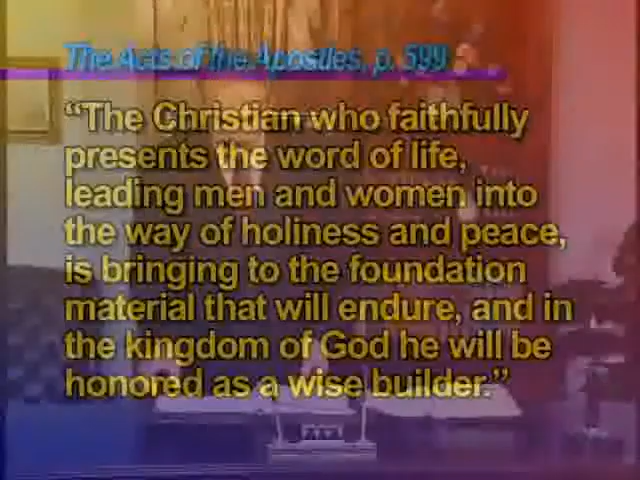 The Acts of the Apostles, p. 599
“The Christian who faithfully
presents the word of life,
leading men and women into
the way of holiness and peace,
is bringing to the foundation
material that will endure, and in
the kingdom of God he will be
honored as a wise builder.”